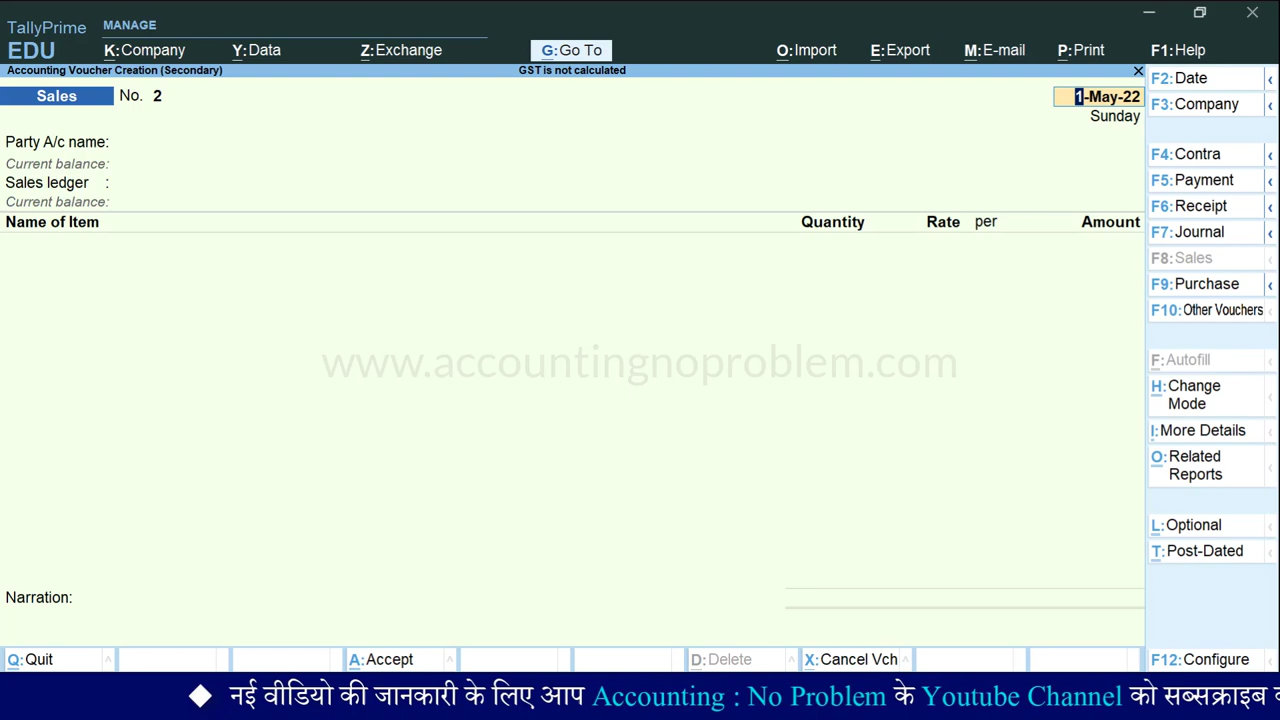 TallyPrime
EDU
MANAGE
K:Company Y:Data Z:Exchange G:Go To O:Import E:Export M:E-mail P:Print F1:Help
Accounting Voucher Creation (Secondary) GST is not calculated
Sales No. 2 1-May-22
Sunday
Party A/c name:
Current balance:
Sales ledger :
Current balance:
Name of Item Quantity Rate per Amount
www.accountingnoproblem.com
Narration:
F2:Date
F3:Company
F4:Contra
F5:Payment
F6:Receipt
F7:Journal
F8:Sales
F9:Purchase
F10:Other Vouchers
F:Autofill
H:Change
Mode
I:More Details
O:Related
Reports
L:Optional
T:Post-Dated
Q:Quit A:Accept D:Delete X:Cancel Vch F12:Configure
नई वीडियो की जानकारी के लिए आप Accounting : No Problem के Youtube Channel को सब्सक्राइब